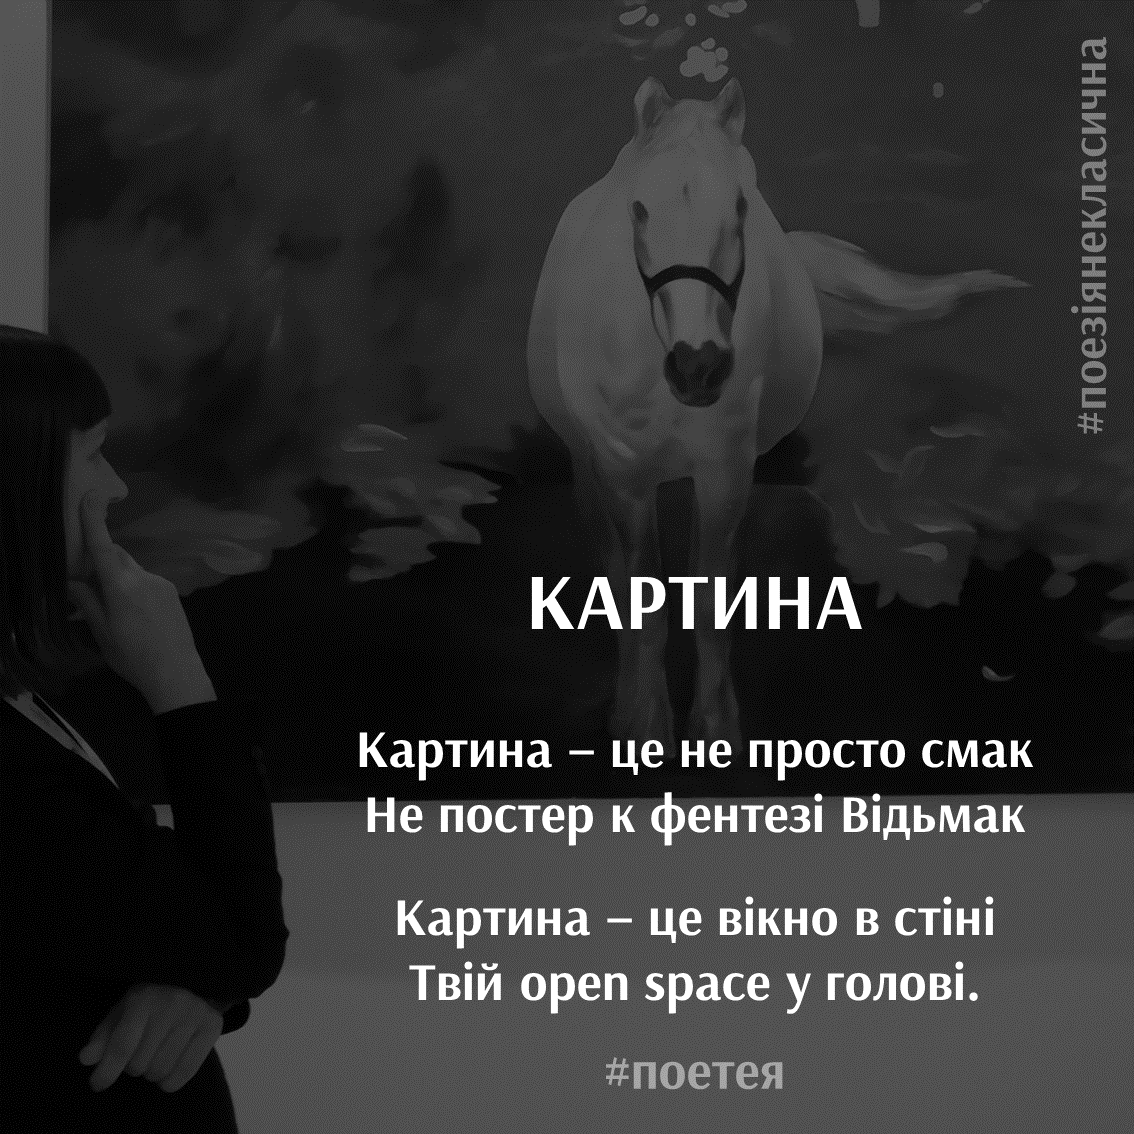 #поезіянекласична
КАРТИНА
Картина – це не просто смак
Не постер к фентезі Відьмак
Картина – це вікно в стіні
Твій open space у голові.
#поетея